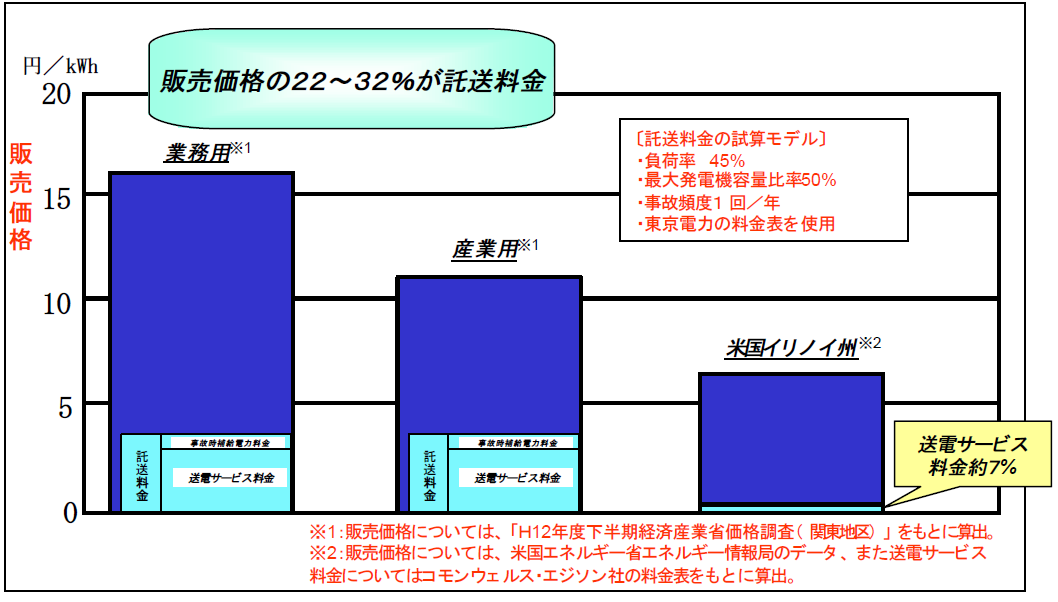 円／kWh
販売価格の22～32%が託送料金
20
15
10
5
0
販売価格
業務用※1
産業用※1
米国イリノイ州※2
〔託送料金の試算モデル〕
・負荷率 45%
・最大発電機容量比率50%
・事故頻度1 回／年
・東京電力の料金表を使用
託送料金
事故時補給電力料金
送電サービス料金
託送料金
事故時補給電力料金
送電サービス料金
送電サービス
料金約7%
※1：販売価格については、「H12年度下半期経済産業省価格調査（関東地区）」をもとに算出。
※2：販売価格については、米国エネルギー省エネルギー情報局のデータ、また送電サービス
料金についてはコモンウェルス・エジソン社の料金表をもとに算出。